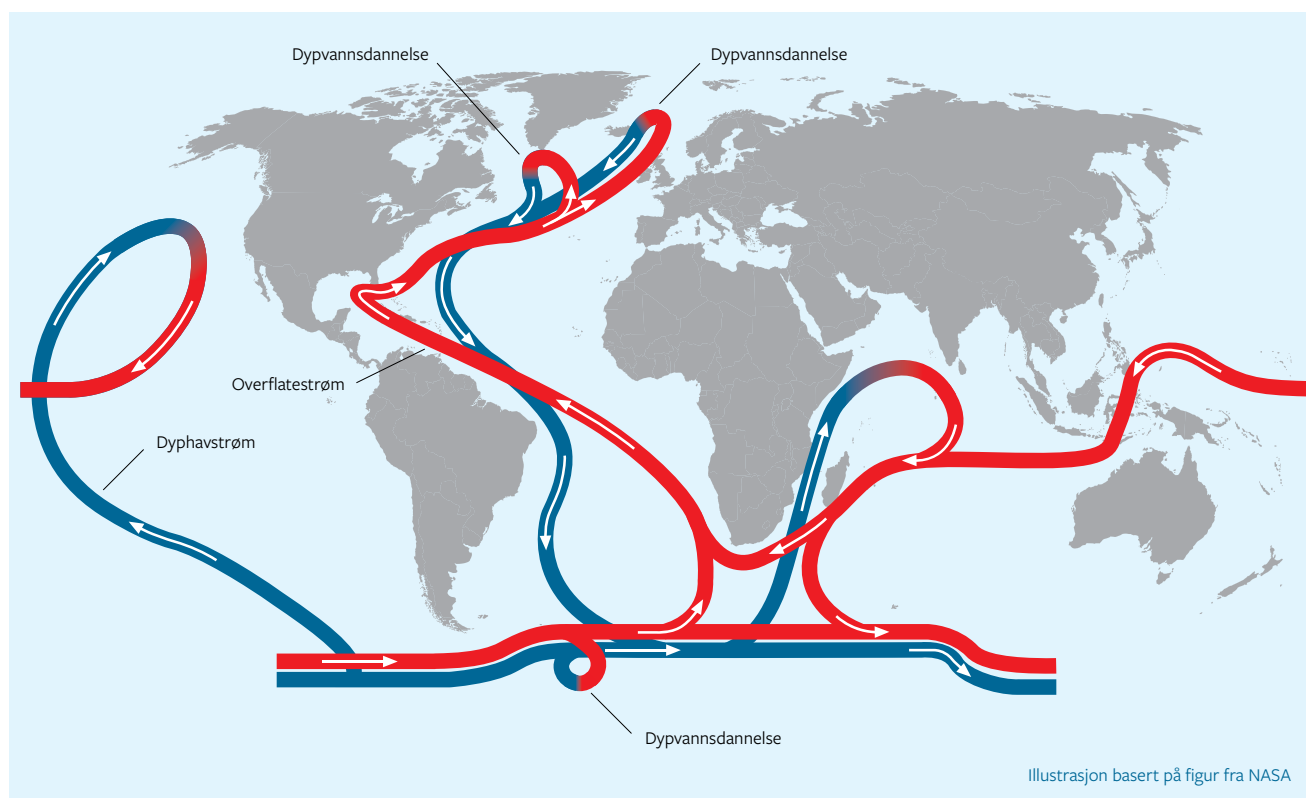 Dypvannsdannelse
Dypvannsdannelse
Overflatestrøm
Dyphavstrøm
Dypvannsdannelse
Illustrasjon basert på figur fra NASA